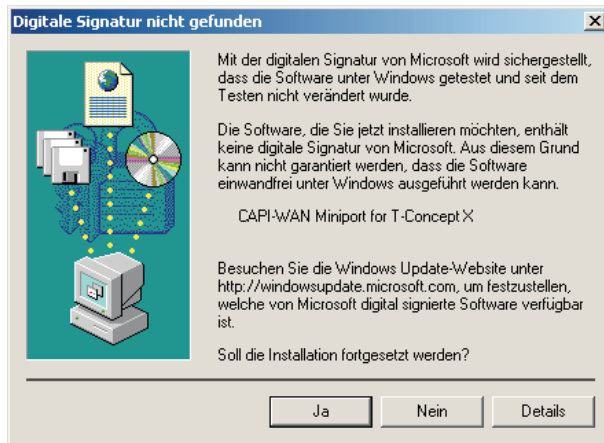 Digitale Signatur nicht gefunden
Mit der digitalen Signatur von Microsoft wird sichergestellt,
dass die Software unter Windows getestet und seit dem
Testen nicht verändert wurde.
Die Software, die Sie jetzt installieren möchten, enthält
keine digitale Signatur von Microsoft. Aus diesem Grund
kann nicht garantiert werden, dass die Software
einwandfrei unter Windows ausgeführt werden kann.
CAPI-WAN Miniport for T-Concept X
Besuchen Sie die Windows Update-Website unter
http://windowsupdate.microsoft.com, um festzustellen,
welche von Microsoft digital signierte Software verfügbar
ist.
Soll die Installation fortgesetzt werden?
Ja Nein Details